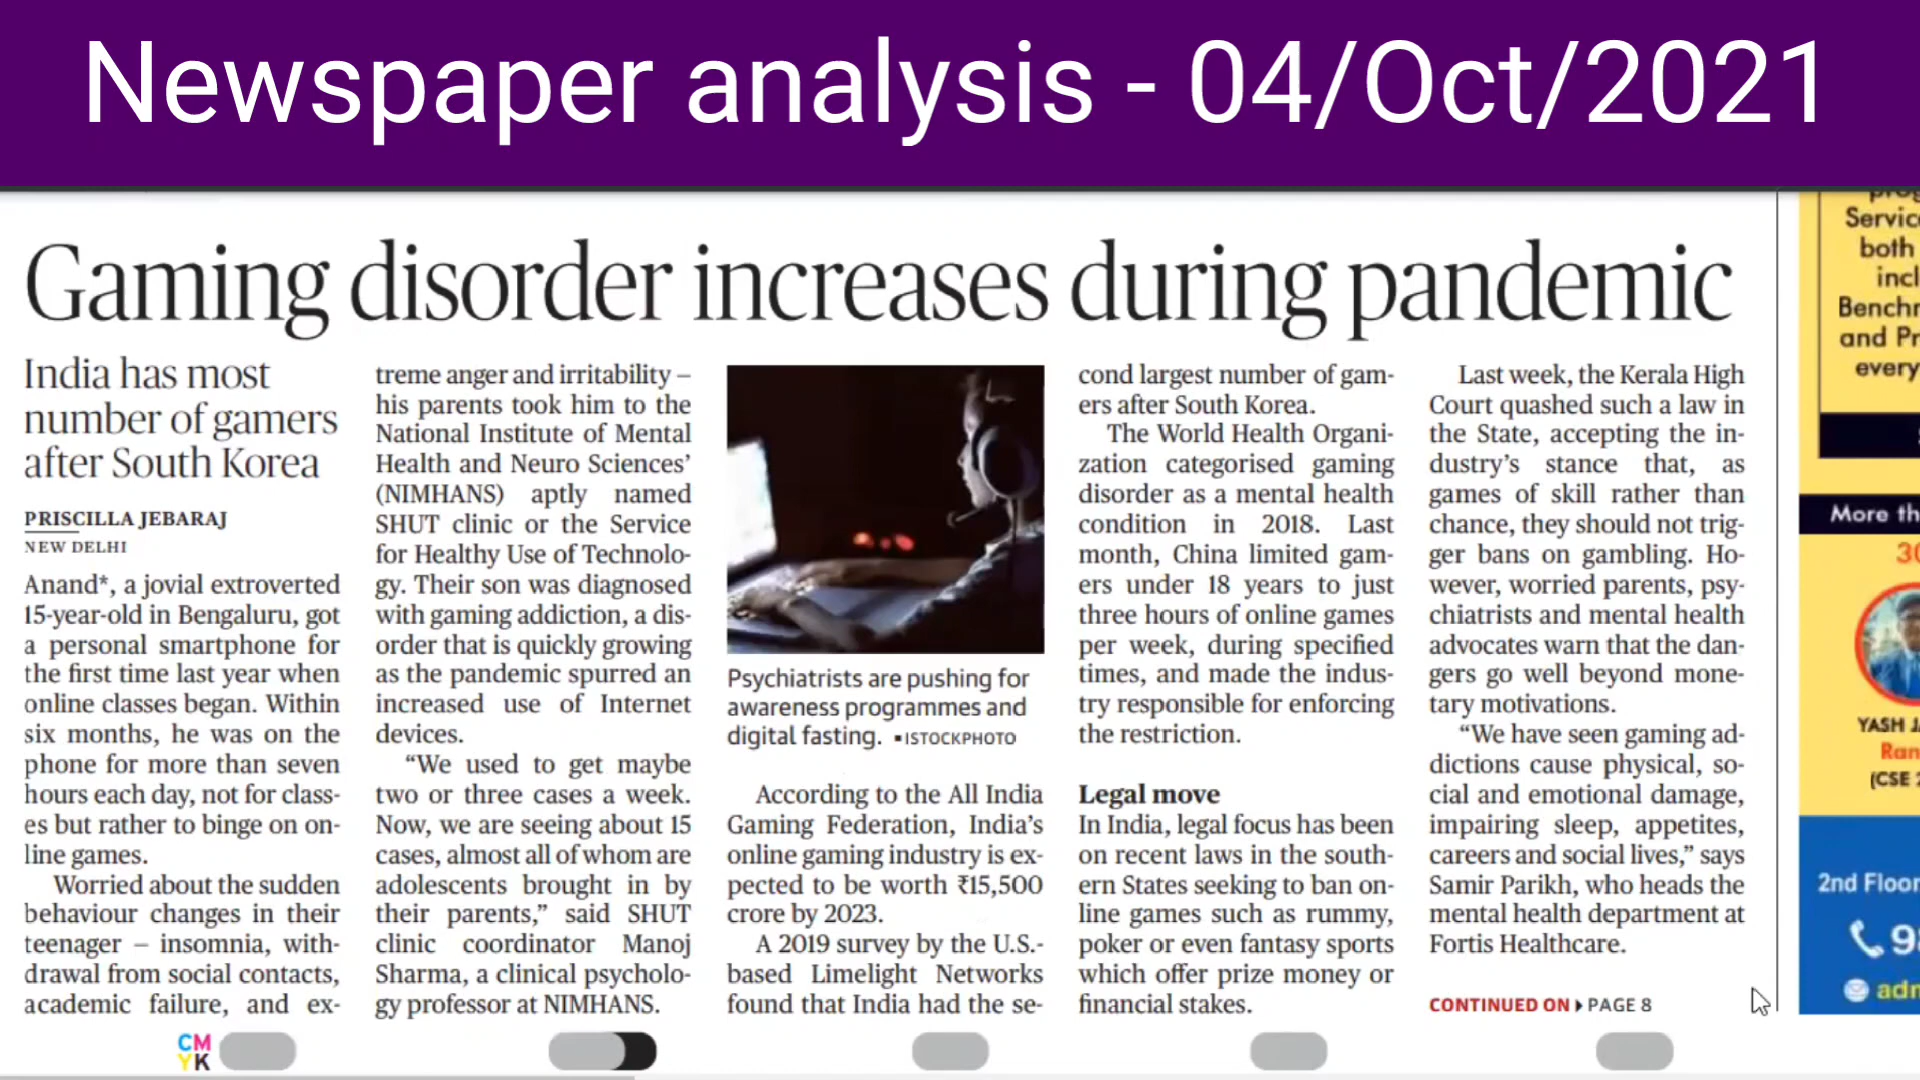 Newspaper analysis - 04/Oct/2021
Gaming disorder increases during pandemic
India has most
number of gamers
after South Korea
PRISCILLA JEBARAJ
NEW DELHI
Anand*, a jovial extroverted
15-year-old in Bengaluru, got
a personal smartphone for
the first time last year when
online classes began. Within
six months, he was on the
phone for more than seven
hours each day, not for class-
es but rather to binge on on-
line games.
Worried about the sudden
behaviour changes in their
teenager – insomnia, with-
drawal from social contacts,
academic failure, and ex-
treme anger and irritability –
his parents took him to the
National Institute of Mental
Health and Neuro Sciences’
(NIMHANS) aptly named
SHUT clinic or the Service
for Healthy Use of Technolo-
gy. Their son was diagnosed
with gaming addiction, a dis-
order that is quickly growing
as the pandemic spurred an
increased use of Internet
devices.
“We used to get maybe
two or three cases a week.
Now, we are seeing about 15
cases, almost all of whom are
adolescents brought in by
their parents,” said SHUT
clinic coordinator Manoj
Sharma, a clinical psycholo-
gy professor at NIMHANS.
Psychiatrists are pushing for
awareness programmes and
digital fasting. ▪ISTOCKPHOTO
According to the All India
Gaming Federation, India’s
online gaming industry is ex-
pected to be worth ₹15,500
crore by 2023.
A 2019 survey by the U.S.-
based Limelight Networks
found that India had the se-
cond largest number of gam-
ers after South Korea.
The World Health Organi-
zation categorised gaming
disorder as a mental health
condition in 2018. Last
month, China limited gam-
ers under 18 years to just
three hours of online games
per week, during specified
times, and made the indus-
try responsible for enforcing
the restriction.
Legal move
In India, legal focus has been
on recent laws in the south-
ern States seeking to ban on-
line games such as rummy,
poker or even fantasy sports
which offer prize money or
financial stakes.
Last week, the Kerala High
Court quashed such a law in
the State, accepting the in-
dustry’s stance that, as
games of skill rather than
chance, they should not trig-
ger bans on gambling. Ho-
wever, worried parents, psy-
chiatrists and mental health
advocates warn that the dan-
gers go well beyond mone-
tary motivations.
“We have seen gaming ad-
dictions cause physical, so-
cial and emotional damage,
impairing sleep, appetites,
careers and social lives,” says
Samir Parikh, who heads the
mental health department at
Fortis Healthcare.
CONTINUED ON ▸ PAGE 8
CM
YK
Servic
both
incl
Benchr
and Pr
every
More th
30
YASH J
Ran
(CSE 2
2nd Floor
9
adn